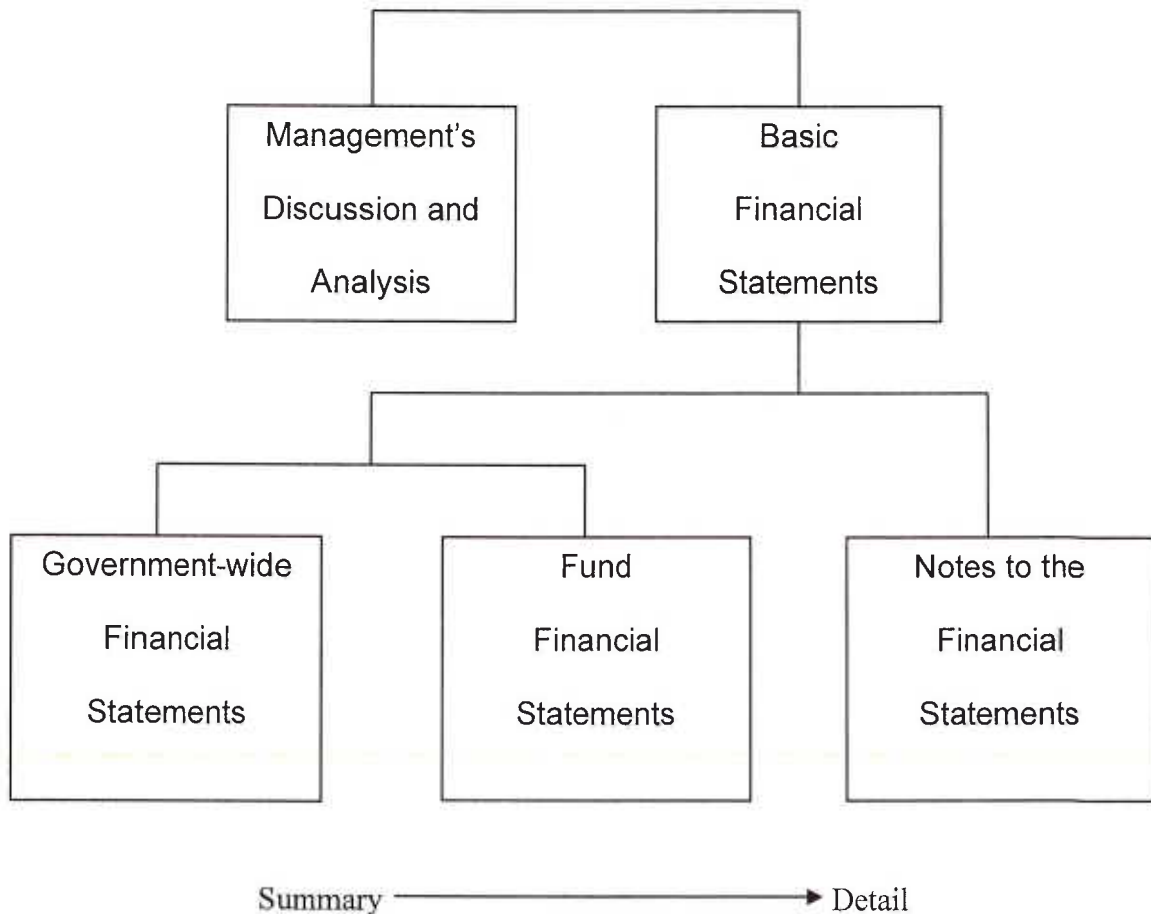 Management's
Discussion and
Analysis
Basic
Financial
Statements
Government-wide
Financial
Statements
Fund
Financial
Statements
Notes to the
Financial
Statements
Summary
Detail